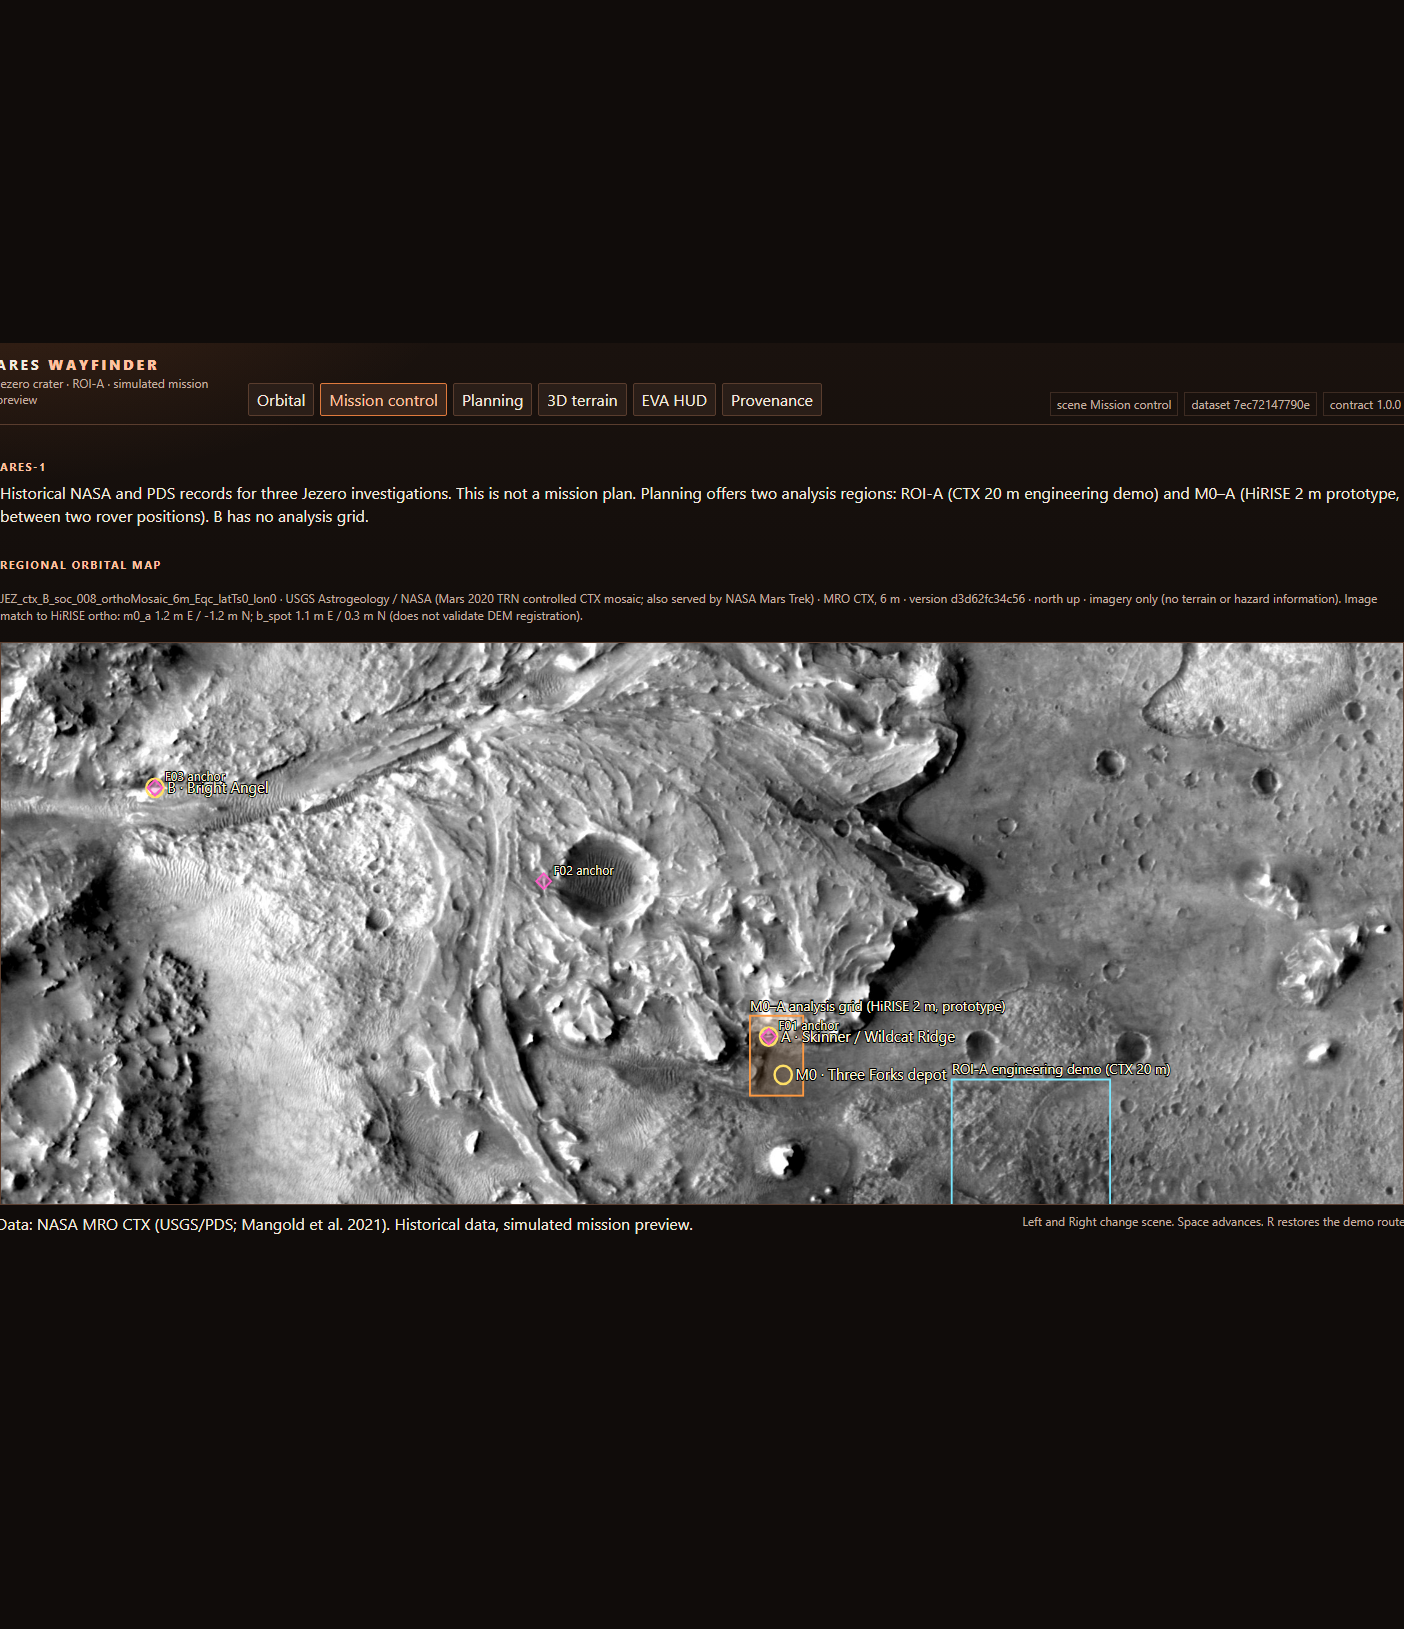 ARES WAYFINDER
ezero crater · ROI-A · simulated mission
preview
Orbital
Mission control
Planning
3D terrain
EVA HUD
Provenance
scene Mission control
dataset 7ec72147790e
contract 1.0.0
ARES-1
Historical NASA and PDS records for three Jezero investigations. This is not a mission plan. Planning offers two analysis regions: ROI-A (CTX 20 m engineering demo) and M0–A (HiRISE 2 m prototype,
between two rover positions). B has no analysis grid.
REGIONAL ORBITAL MAP
JEZ_ctx_B_soc_008_orthoMosaic_6m_Eqc_latTs0_lon0 · USGS Astrogeology / NASA (Mars 2020 TRN controlled CTX mosaic; also served by NASA Mars Trek) · MRO CTX, 6 m · version d3d62fc34c56 · north up · imagery only (no terrain or hazard information). Image
match to HiRISE ortho: m0_a 1.2 m E / -1.2 m N; b_spot 1.1 m E / 0.3 m N (does not validate DEM registration).
F03 anchor
B · Bright Angel
F02 anchor
M0–A analysis grid (HiRISE 2 m, prototype)
F01 anchor
A · Skinner / Wildcat Ridge
M0 · Three Forks depot
ROI-A engineering demo (CTX 20 m)
Data: NASA MRO CTX (USGS/PDS; Mangold et al. 2021). Historical data, simulated mission preview.
Left and Right change scene. Space advances. R restores the demo route